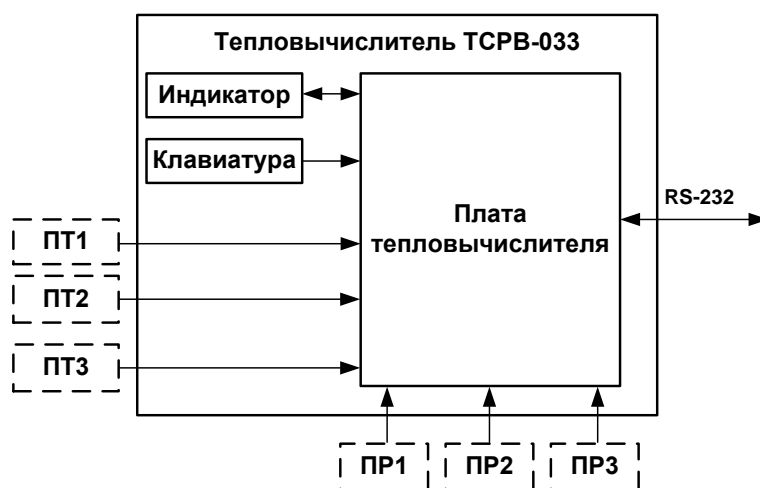 Тепловычислитель ТСРВ-033
Индикатор
Клавиатура
Плата
тепловычислителя
RS-232
ПТ1
ПТ2
ПТ3
ПР1
ПР2
ПР3